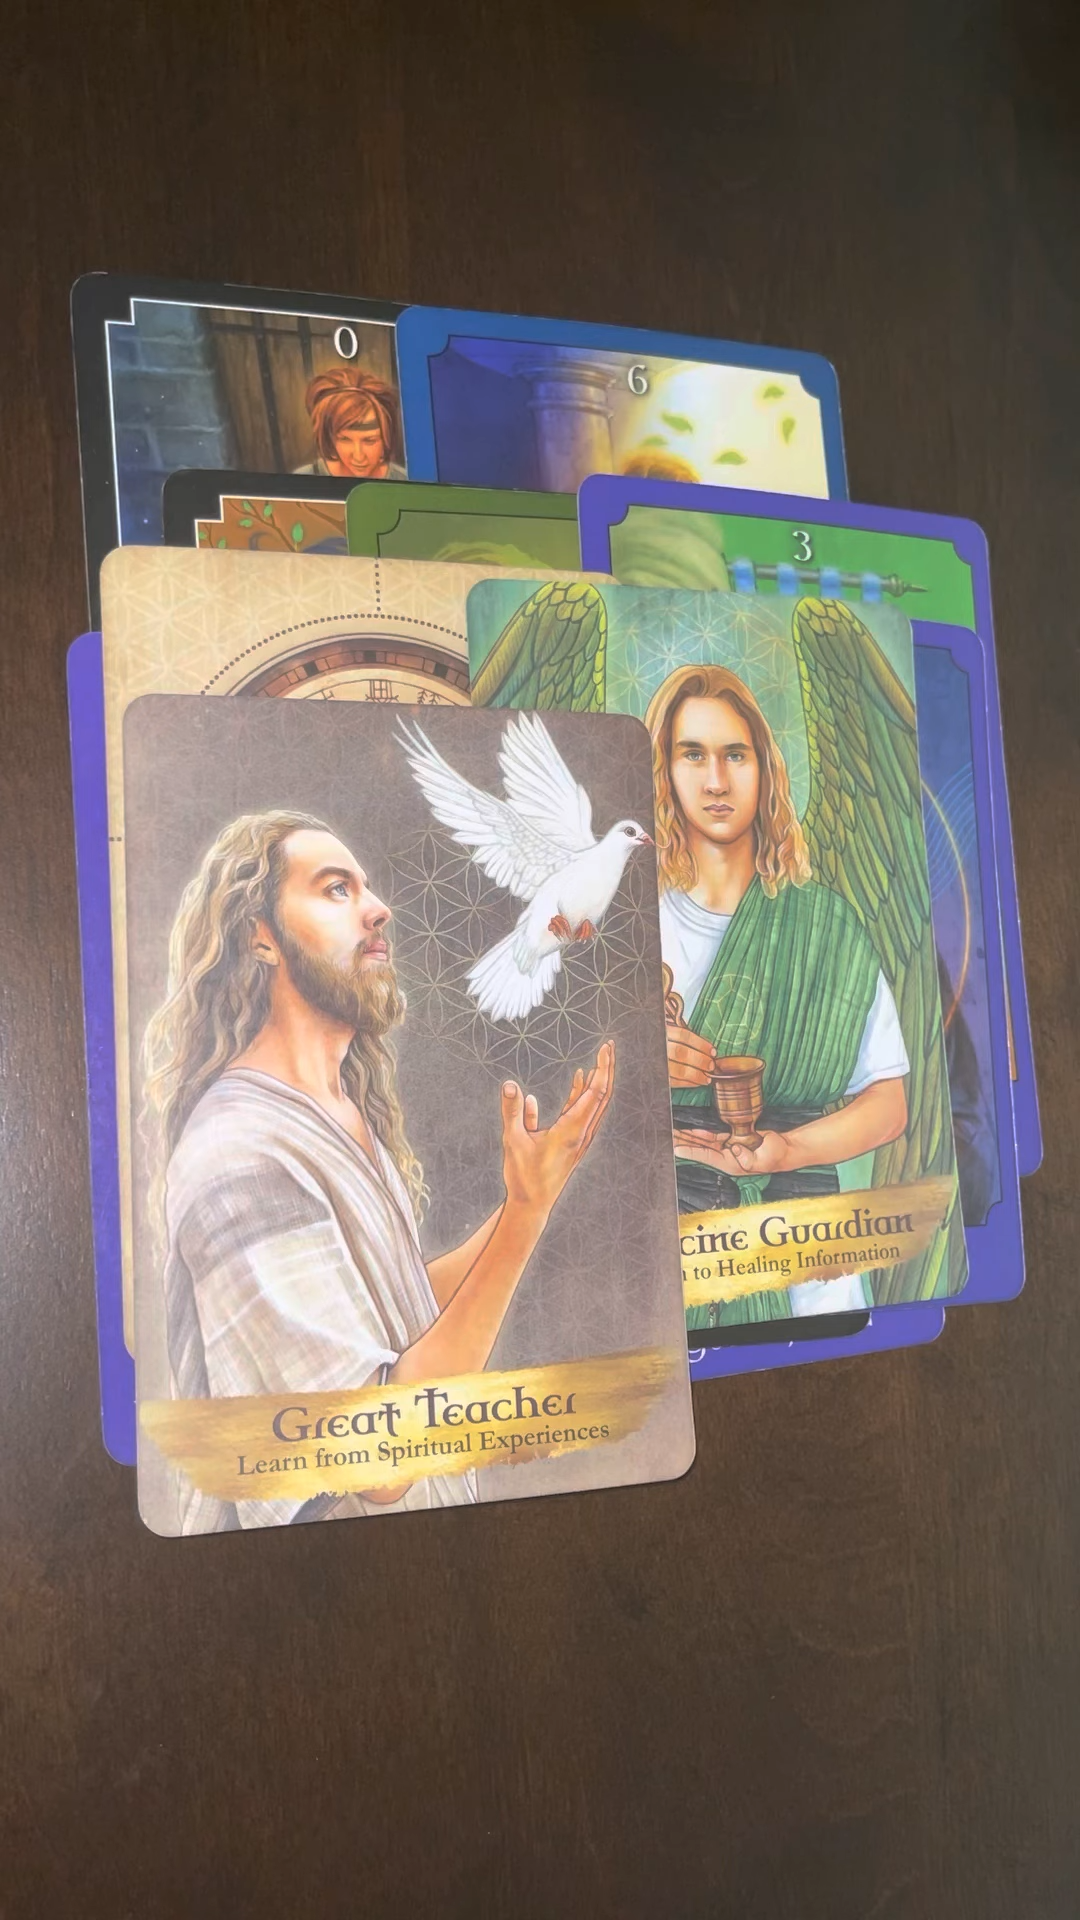 0
6
3
cine Guardian
to Healing Information
Great Teacher
Learn from Spiritual Experiences